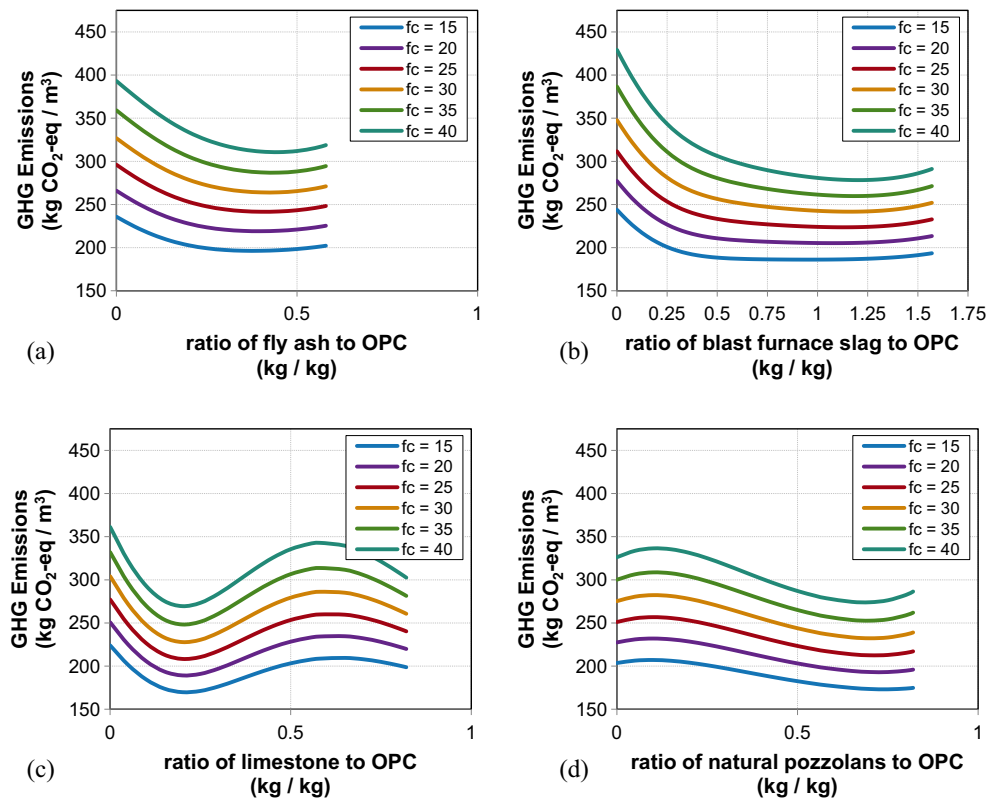 450
400
350
300
250
200
150
GHG Emissions
(kg CO₂-eq / m³)
fc = 15
fc = 20
fc = 25
fc = 30
fc = 35
fc = 40
0
0.5
1
(a)
ratio of fly ash to OPC
(kg / kg)
450
400
350
300
250
200
150
GHG Emissions
(kg CO₂-eq / m³)
fc = 15
fc = 20
fc = 25
fc = 30
fc = 35
fc = 40
0
0.25
0.5
0.75
1
1.25
1.5
1.75
(b)
ratio of blast furnace slag to OPC
(kg / kg)
450
400
350
300
250
200
150
GHG Emissions
(kg CO₂-eq / m³)
fc = 15
fc = 20
fc = 25
fc = 30
fc = 35
fc = 40
0
0.5
1
(c)
ratio of limestone to OPC
(kg / kg)
450
400
350
300
250
200
150
GHG Emissions
(kg CO₂-eq / m³)
fc = 15
fc = 20
fc = 25
fc = 30
fc = 35
fc = 40
0
0.5
1
(d)
ratio of natural pozzolans to OPC
(kg / kg)